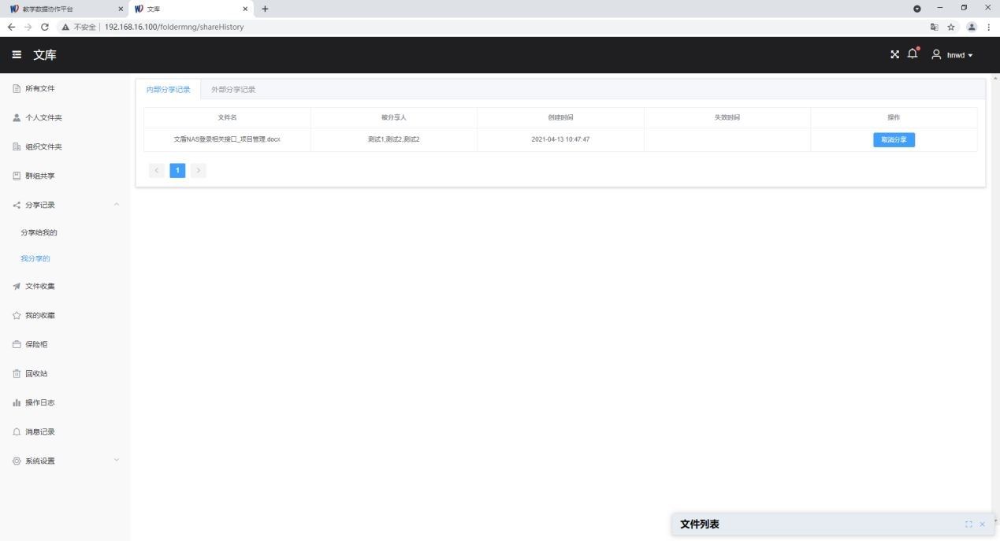 教学数据协作平台
文库
不安全
192.168.16.100/foldermng/shareHistory
文库
hnwd
所有文件
个人文件夹
组织文件夹
群组共享
分享记录
分享给我的
我分享的
文件收集
我的收藏
保险柜
回收站
操作日志
消息记录
系统设置
内部分享记录
外部分享记录
文件名
被分享人
创建时间
失效时间
操作
文盾NAS登录相关接口_项目管理.docx
测试1,测试2,测试2
2021-04-13 10:47:47
取消分享
1
文件列表